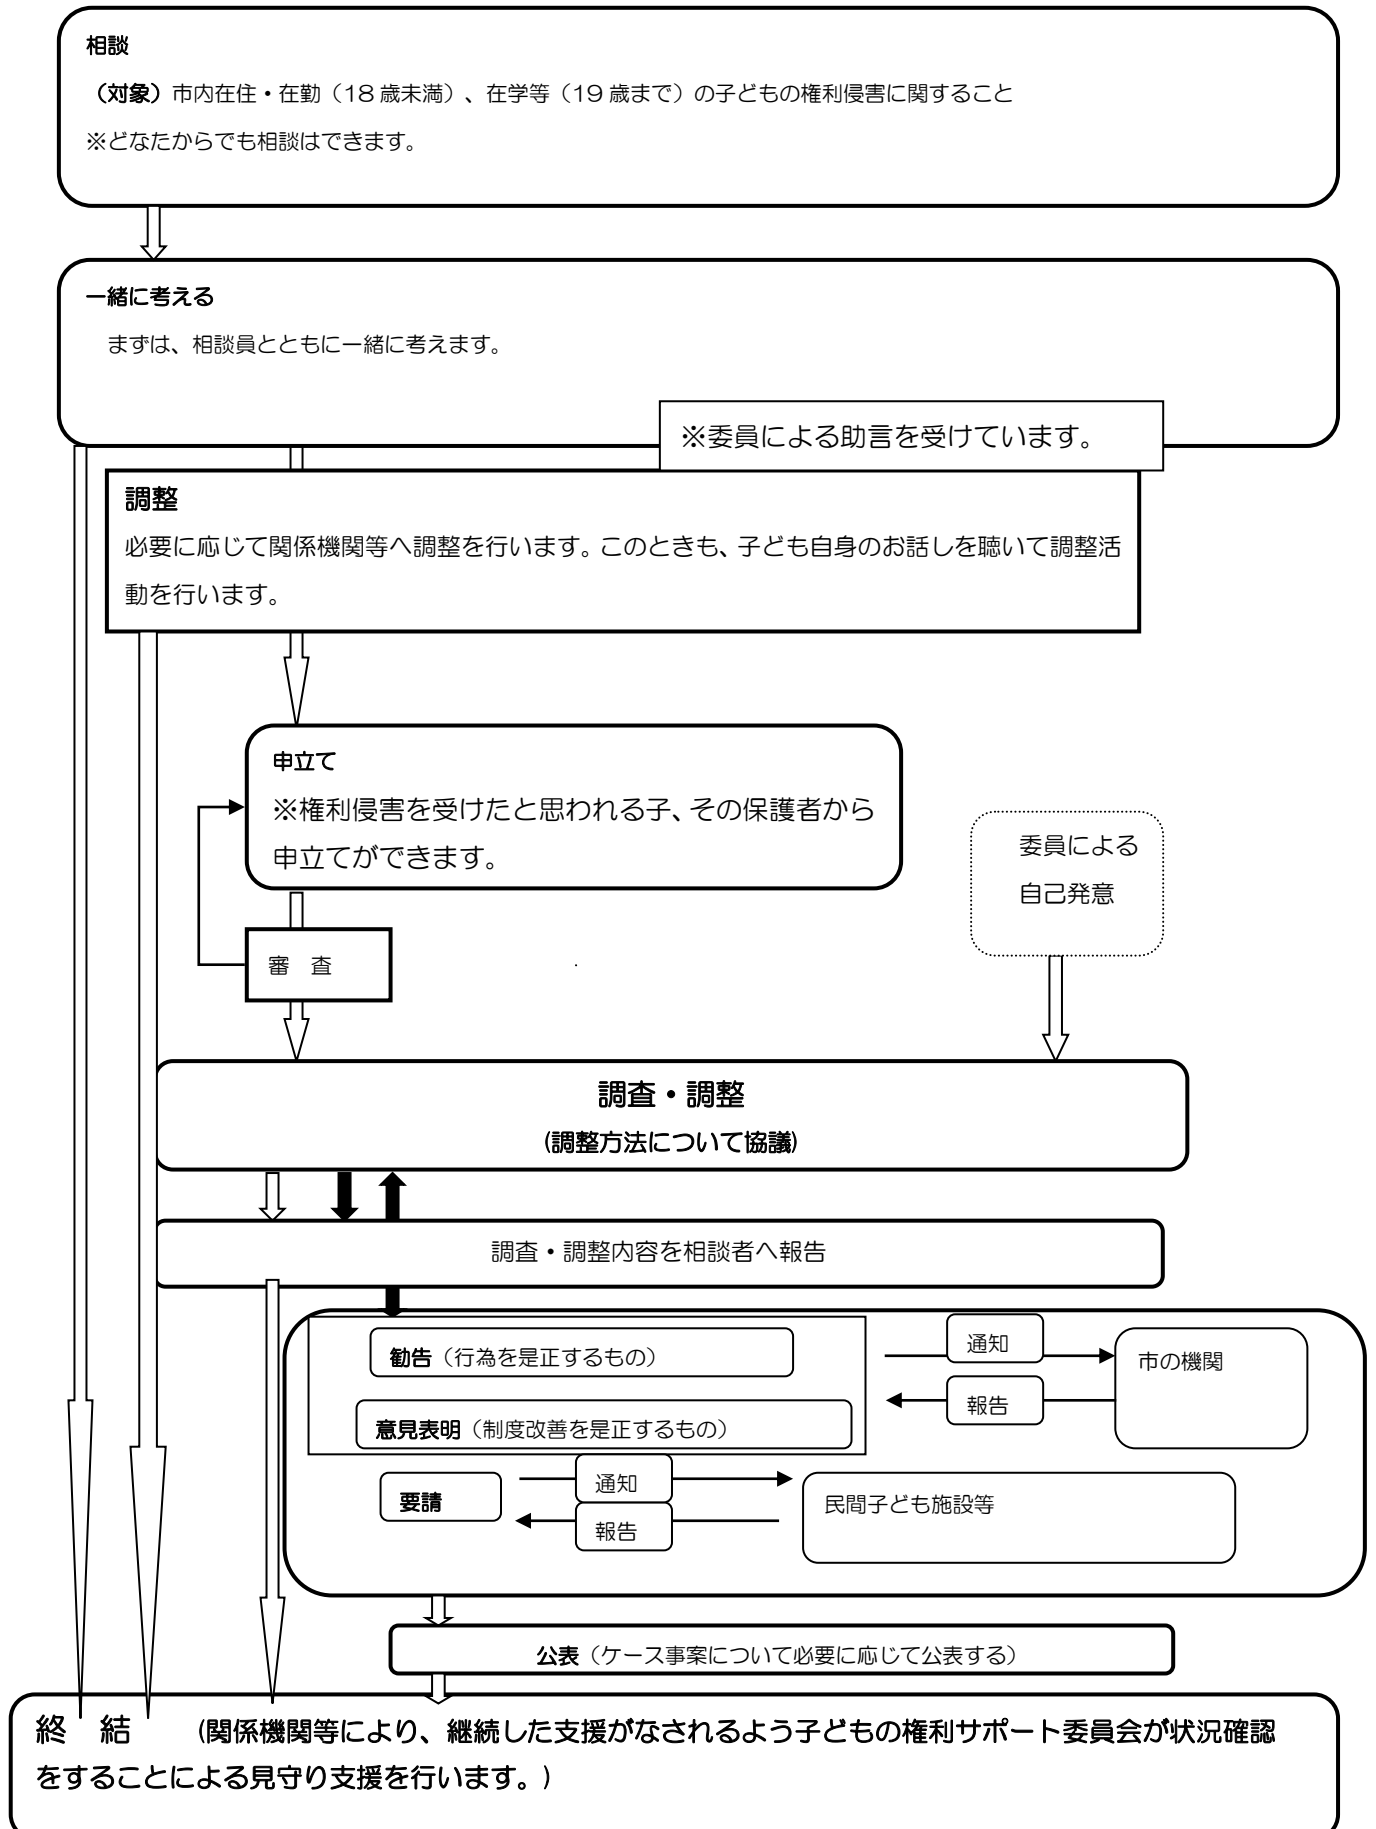 相談
（対象）市内在住・在勤（18歳未満）、在学等（19歳まで）の子どもの権利侵害に関すること
※どなたからでも相談はできます。
一緒に考える
まずは、相談員とともに一緒に考えます。
※委員による助言を受けています。
調整
必要に応じて関係機関等へ調整を行います。このときも、子ども自身のお話しを聴いて調整活
動を行います。
申立て
※権利侵害を受けたと思われる子、その保護者から
申立てができます。
委員による
自己発意
審　査
調査・調整
(調整方法について協議)
調査・調整内容を相談者へ報告
勧告（行為を是正するもの）
通知
市の機関
報告
意見表明（制度改善を是正するもの）
要請
通知
民間子ども施設等
報告
公表（ケース事案について必要に応じて公表する）
終　結　　(関係機関等により、継続した支援がなされるよう子どもの権利サポート委員会が状況確認
をすることによる見守り支援を行います。)